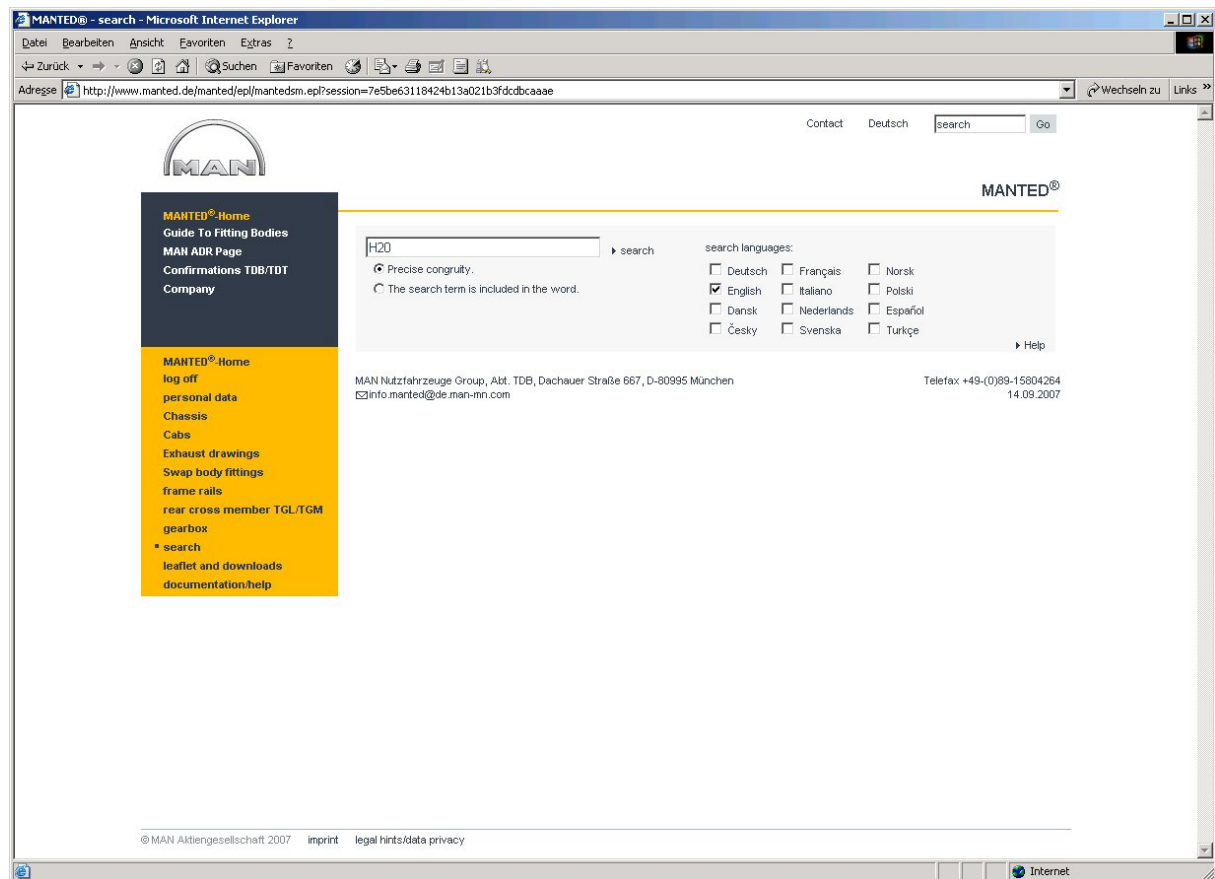 MANTED® - search - Microsoft Internet Explorer
Datei Bearbeiten Ansicht Favoriten Extras ?
Zurück Suchen Favoriten
Adresse http://www.manted.de/manted/epl/mantedsm.epl?session=7e5be63118424b13a021b3fdcdbcaaae Wechseln zu Links »
Contact Deutsch search Go
MAN
MANTED®
MANTED®-Home
Guide To Fitting Bodies
MAN ADR Page
Confirmations TDB/TDT
Company
H20 search
Precise congruity.
The search term is included in the word.
search languages:
Deutsch Français Norsk
English Italiano Polski
Dansk Nederlands Español
Česky Svenska Turkçe
Help
MANTED®-Home
log off
personal data
Chassis
Cabs
Exhaust drawings
Swap body fittings
frame rails
rear cross member TGL/TGM
gearbox
search
leaflet and downloads
documentation/help
MAN Nutzfahrzeuge Group, Abt. TDB, Dachauer Straße 667, D-80995 München
info.manted@de.man-mn.com
Telefax +49-(0)89-15804264
14.09.2007
© MAN Aktiengesellschaft 2007 imprint legal hints/data privacy
Internet